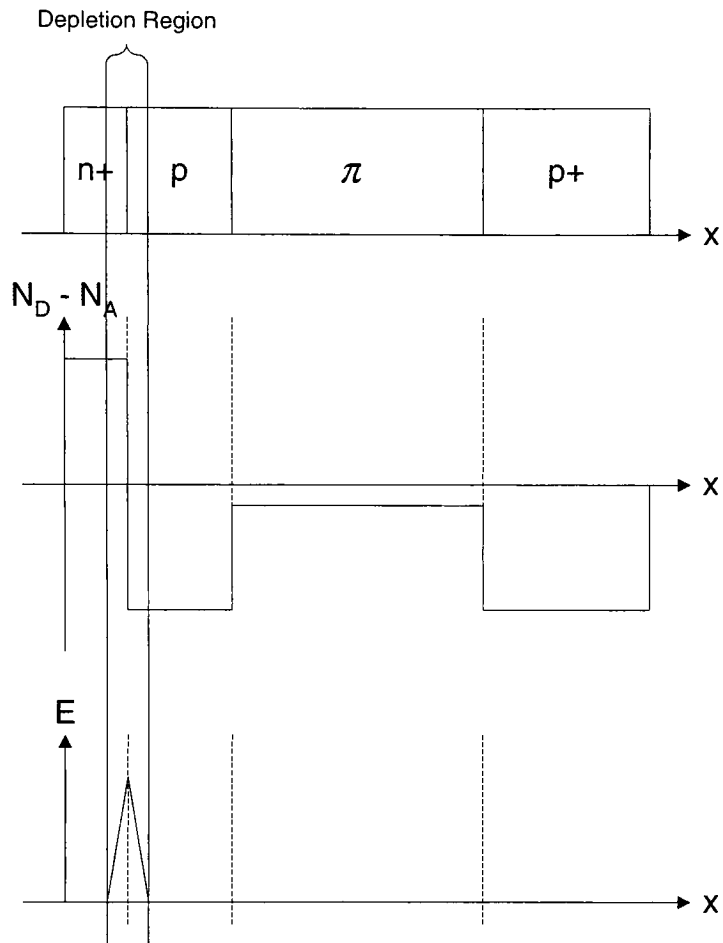 Depletion Region
n+ p π p+
x
N_D - N_A
x
E
x